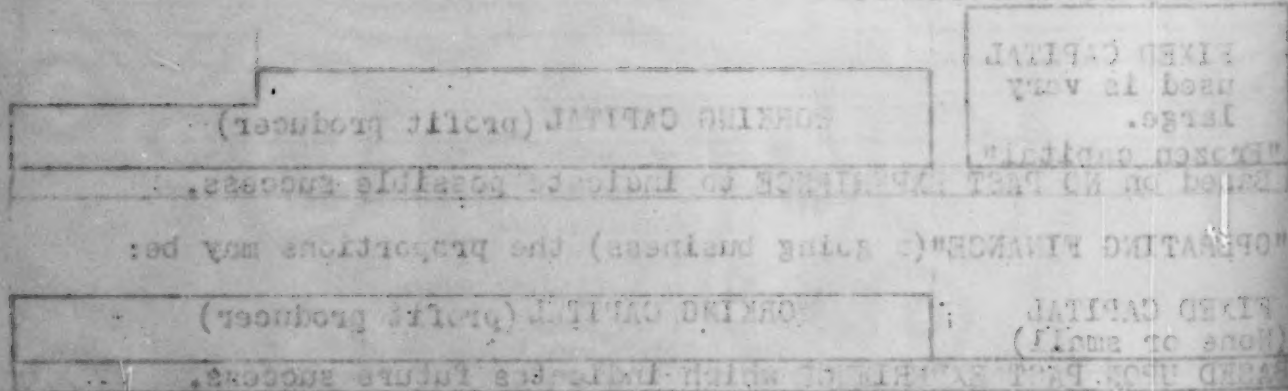 FIXED CAPITAL
used is very
large.
"Frozen capital"
WORKING CAPITAL (profit producer)
Based on NO PAST EXPERIENCE to indicate possible success.
"OPERATING FINANCE"(a going business) the proportions may be:
FIXED CAPITAL
(None or small)
WORKING CAPITAL (profit producer)
BASED UPON PAST EXPERIENCE which indicates future success.